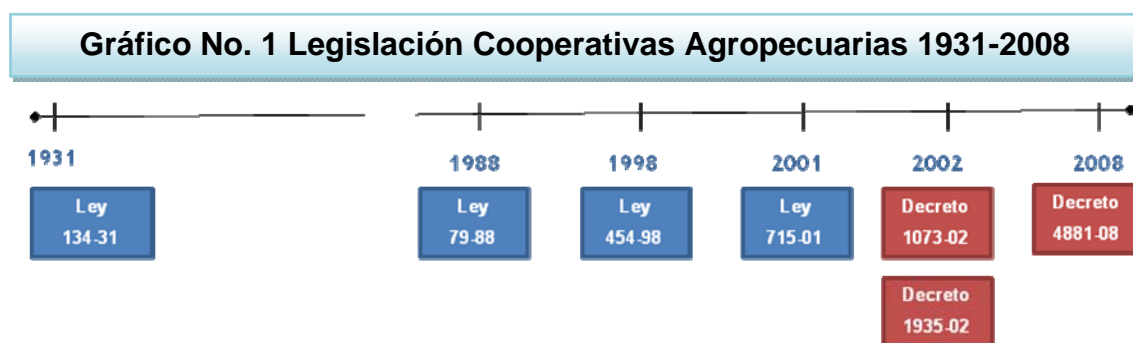 Gráfico No. 1 Legislación Cooperativas Agropecuarias 1931-2008
1931
1988
1998
2001
2002
2008
Ley
134-31
Ley
79-88
Ley
454-98
Ley
715-01
Decreto
1073-02
Decreto
4881-08
Decreto
1935-02